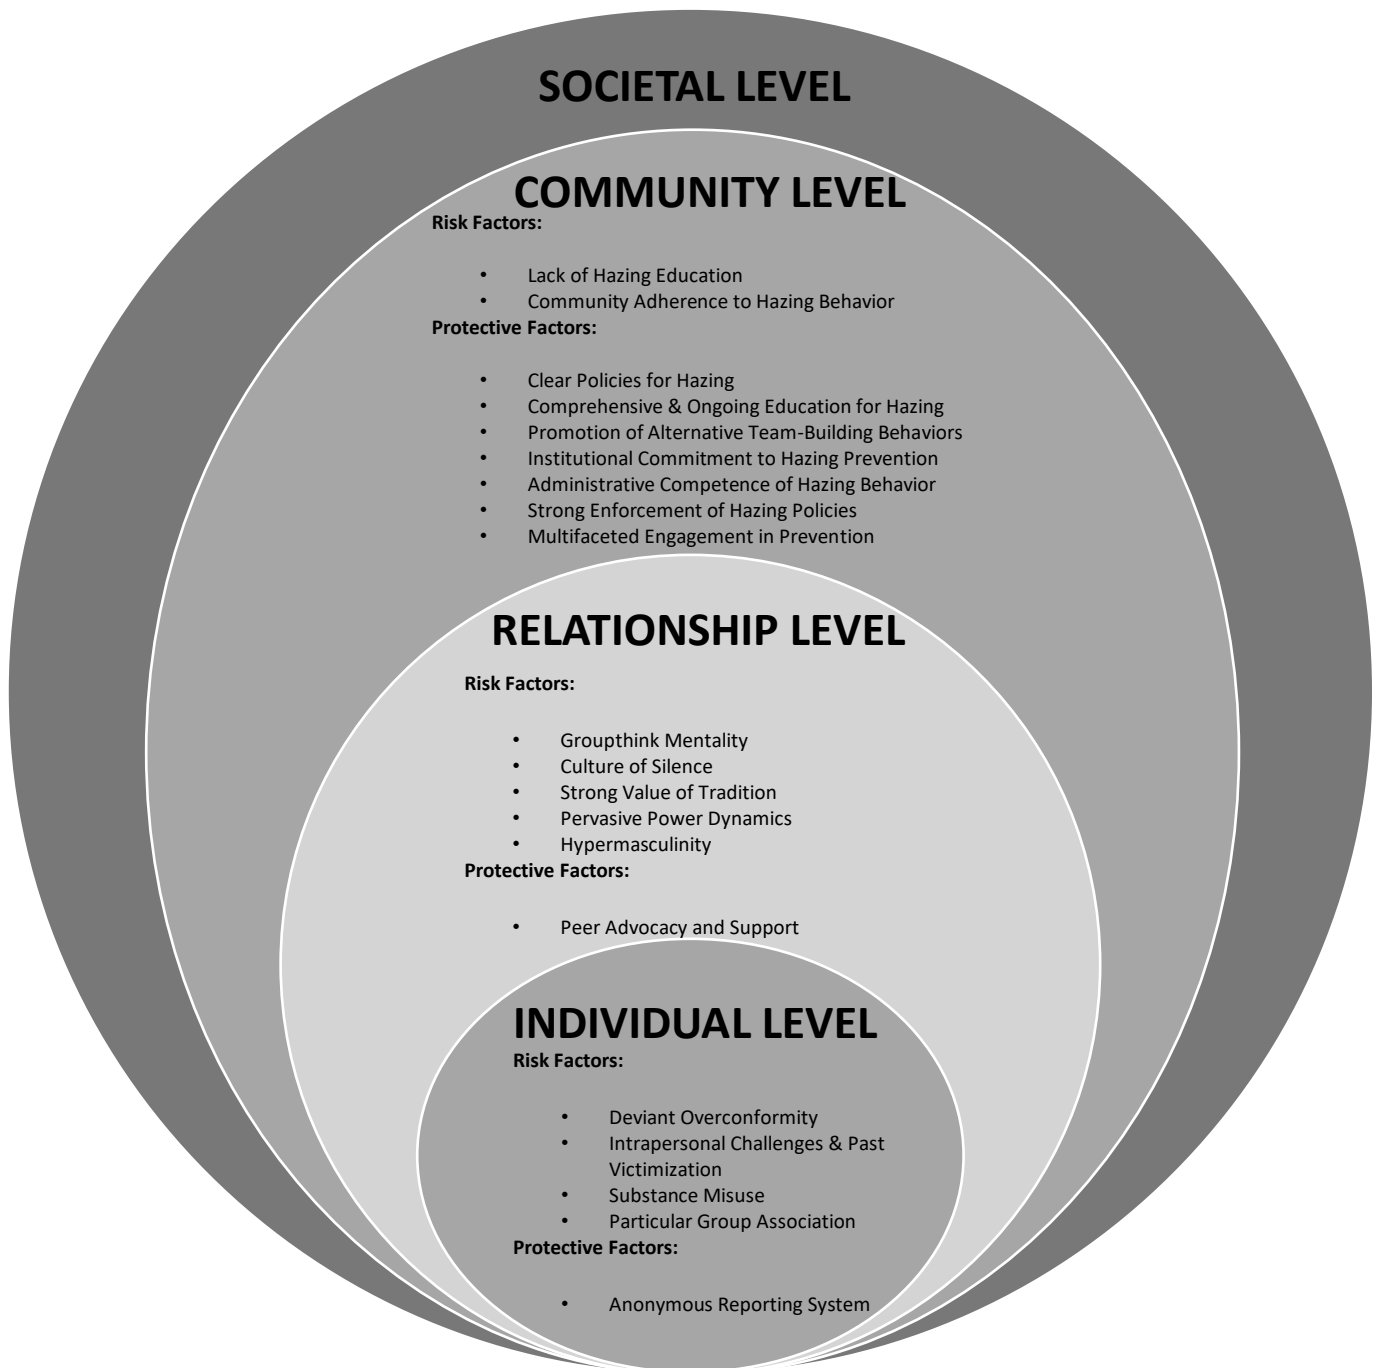 SOCIETAL LEVEL
COMMUNITY LEVEL
Risk Factors:
• Lack of Hazing Education
• Community Adherence to Hazing Behavior
Protective Factors:
• Clear Policies for Hazing
• Comprehensive & Ongoing Education for Hazing
• Promotion of Alternative Team-Building Behaviors
• Institutional Commitment to Hazing Prevention
• Administrative Competence of Hazing Behavior
• Strong Enforcement of Hazing Policies
• Multifaceted Engagement in Prevention
RELATIONSHIP LEVEL
Risk Factors:
• Groupthink Mentality
• Culture of Silence
• Strong Value of Tradition
• Pervasive Power Dynamics
• Hypermasculinity
Protective Factors:
• Peer Advocacy and Support
INDIVIDUAL LEVEL
Risk Factors:
• Deviant Overconformity
• Intrapersonal Challenges & Past
Victimization
• Substance Misuse
• Particular Group Association
Protective Factors:
• Anonymous Reporting System